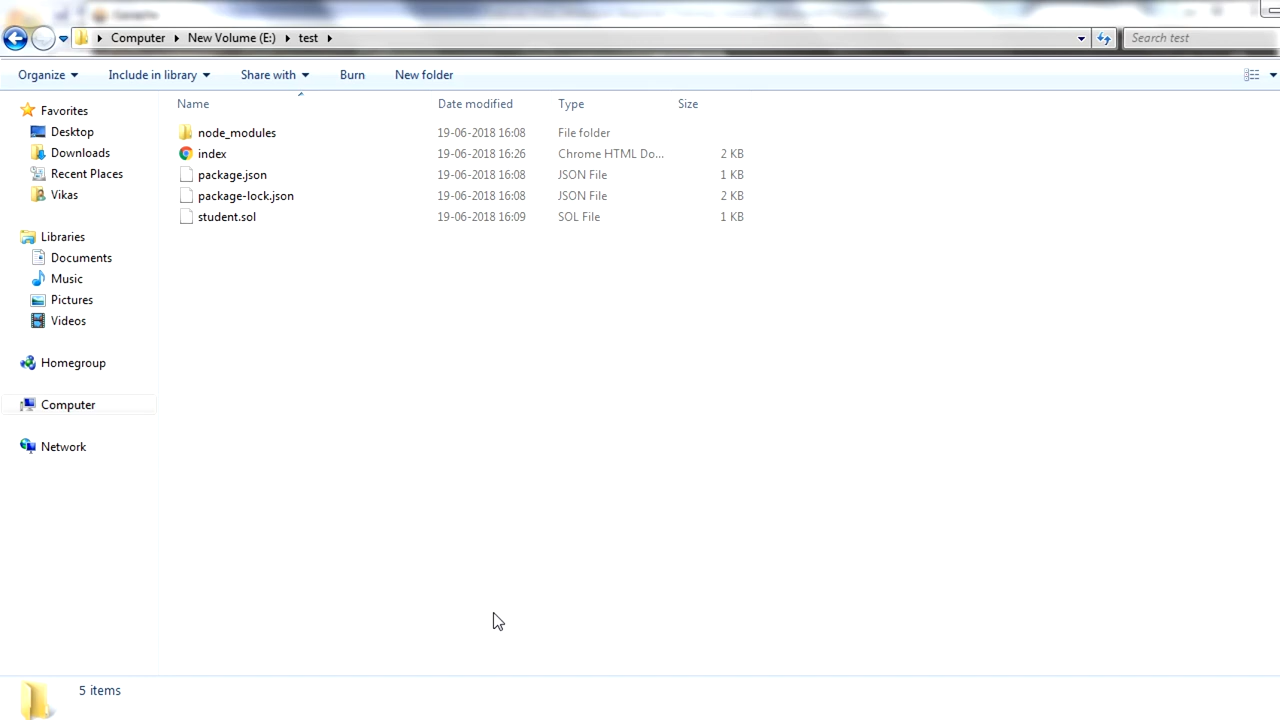 Computer New Volume (E:) test Search test
Organize Include in library Share with Burn New folder
Name Date modified Type Size
Favorites
Desktop
Downloads
Recent Places
Vikas
Libraries
Documents
Music
Pictures
Videos
Homegroup
Computer
Network
node_modules 19-06-2018 16:08 File folder
index 19-06-2018 16:26 Chrome HTML Do... 2 KB
package.json 19-06-2018 16:08 JSON File 1 KB
package-lock.json 19-06-2018 16:08 JSON File 2 KB
student.sol 19-06-2018 16:09 SOL File 1 KB
5 items